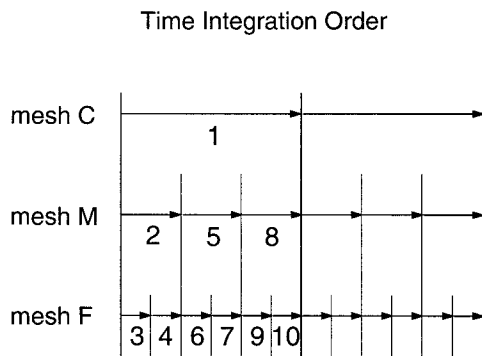 Time Integration Order
mesh C
1
mesh M
2 5 8
mesh F
3 4 6 7 9 10